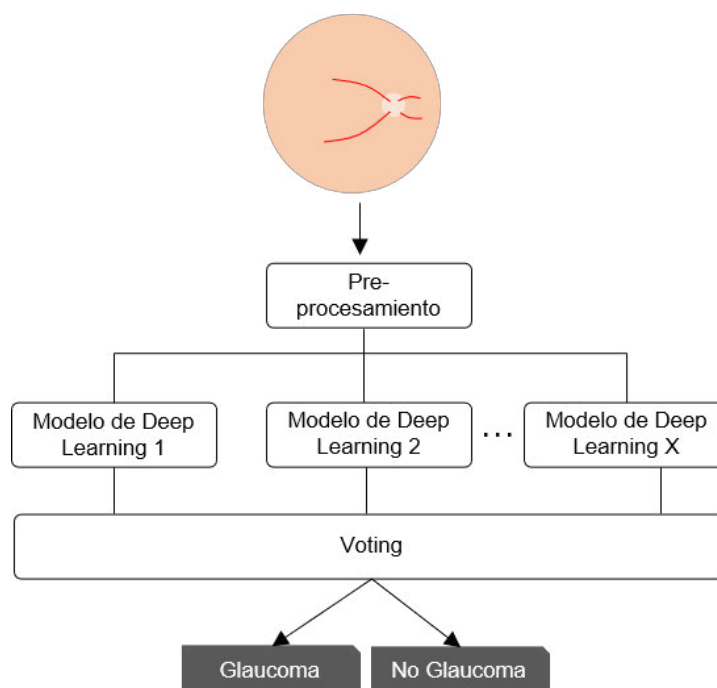 Pre-
procesamiento
Modelo de Deep
Learning 1
Modelo de Deep
Learning 2
...
Modelo de Deep
Learning X
Voting
Glaucoma
No Glaucoma